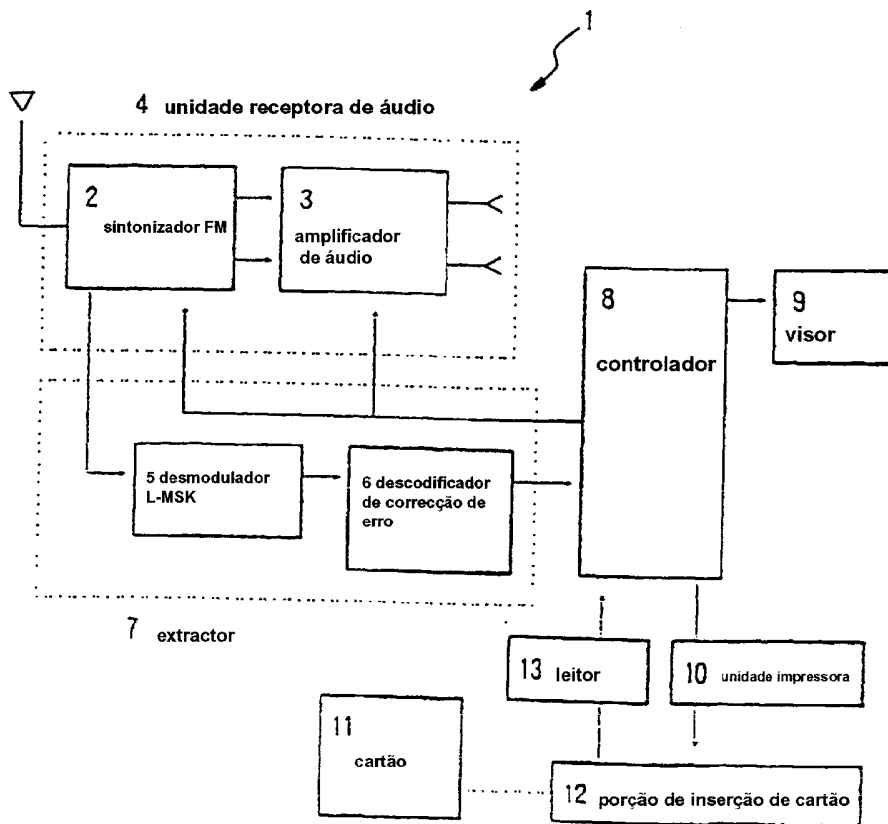 1
4 unidade receptora de áudio
2
sintonizador FM
3
amplificador
de áudio
8
controlador
9
visor
5 desmodulador
L-MSK
6 descodificador
de correcção de
erro
7 extractor
13 leitor
10 unidade impressora
11
cartão
12 porção de inserção de cartão